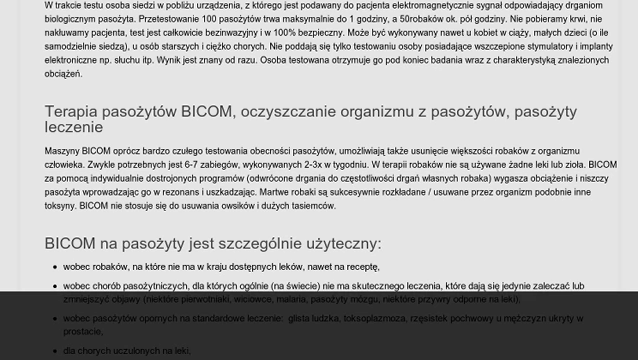 W trakcie testu osoba siedzi w pobliżu urządzenia, z którego jest podawany do pacjenta elektromagnetycznie sygnał odpowiadający drganiom
biologicznym pasożyta. Przetestowanie 100 pasożytów trwa maksymalnie do 1 godziny, a 50robaków ok. pół godziny. Nie pobieramy krwi, nie
nakłuwamy pacjenta, test jest całkowicie bezinwazyjny i w 100% bezpieczny. Może być wykonywany nawet u kobiet w ciąży, małych dzieci (o ile
samodzielnie siedzą), u osób starszych i ciężko chorych. Nie poddają się tylko testowaniu osoby posiadające wszczepione stymulatory i implanty
elektroniczne np. słuchu itp. Wynik jest znany od razu. Osoba testowana otrzymuje go pod koniec badania wraz z charakterystyką znalezionych
obciążeń.
Terapia pasożytów BICOM, oczyszczanie organizmu z pasożytów, pasożyty
leczenie
Maszyny BICOM oprócz bardzo czułego testowania obecności pasożytów, umożliwiają także usunięcie większości robaków z organizmu
człowieka. Zwykle potrzebnych jest 6-7 zabiegów, wykonywanych 2-3x w tygodniu. W terapii robaków nie są używane żadne leki lub zioła. BICOM
za pomocą indywidualnie dostrojonych programów (odwrócone drgania do częstotliwości drgań własnych robaka) wygasza obciążenie i niszczy
pasożyta wprowadzając go w rezonans i uszkadzając. Martwe robaki są sukcesywnie rozkładane / usuwane przez organizm podobnie inne
toksyny. BICOM nie stosuje się do usuwania owsików i dużych tasiemców.
BICOM na pasożyty jest szczególnie użyteczny:
• wobec robaków, na które nie ma w kraju dostępnych leków, nawet na receptę,
• wobec chorób pasożytniczych, dla których ogólnie (na świecie) nie ma skutecznego leczenia, które dają się jedynie zaleczać lub
zmniejszyć objawy (niektóre pierwotniaki, wiciowce, malaria, pasożyty mózgu, niektóre przywry odporne na leki),
• wobec pasożytów opornych na standardowe leczenie: glista ludzka, toksoplazmoza, rzęsistek pochwowy u mężczyzn ukryty w
prostacie,
• dla chorych uczulonych na leki,